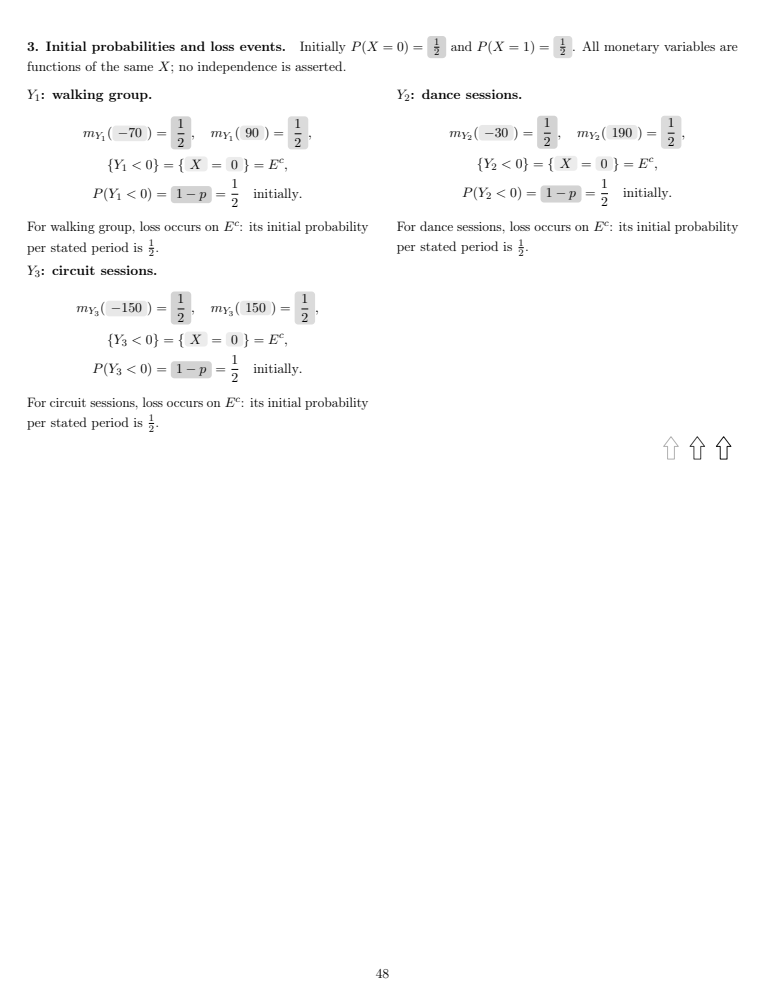 3. Initial probabilities and loss events. Initially P(X = 0) = 1/2 and P(X = 1) = 1/2. All monetary variables are
functions of the same X; no independence is asserted.
Y₁: walking group.
m_{Y₁}(−70) = 1/2, m_{Y₁}(90) = 1/2,
{Y₁ < 0} = {X = 0} = Eᶜ,
P(Y₁ < 0) = 1 − p = 1/2 initially.
For walking group, loss occurs on Eᶜ: its initial probability
per stated period is 1/2.
Y₂: dance sessions.
m_{Y₂}(−30) = 1/2, m_{Y₂}(190) = 1/2,
{Y₂ < 0} = {X = 0} = Eᶜ,
P(Y₂ < 0) = 1 − p = 1/2 initially.
For dance sessions, loss occurs on Eᶜ: its initial probability
per stated period is 1/2.
Y₃: circuit sessions.
m_{Y₃}(−150) = 1/2, m_{Y₃}(150) = 1/2,
{Y₃ < 0} = {X = 0} = Eᶜ,
P(Y₃ < 0) = 1 − p = 1/2 initially.
For circuit sessions, loss occurs on Eᶜ: its initial probability
per stated period is 1/2.
48